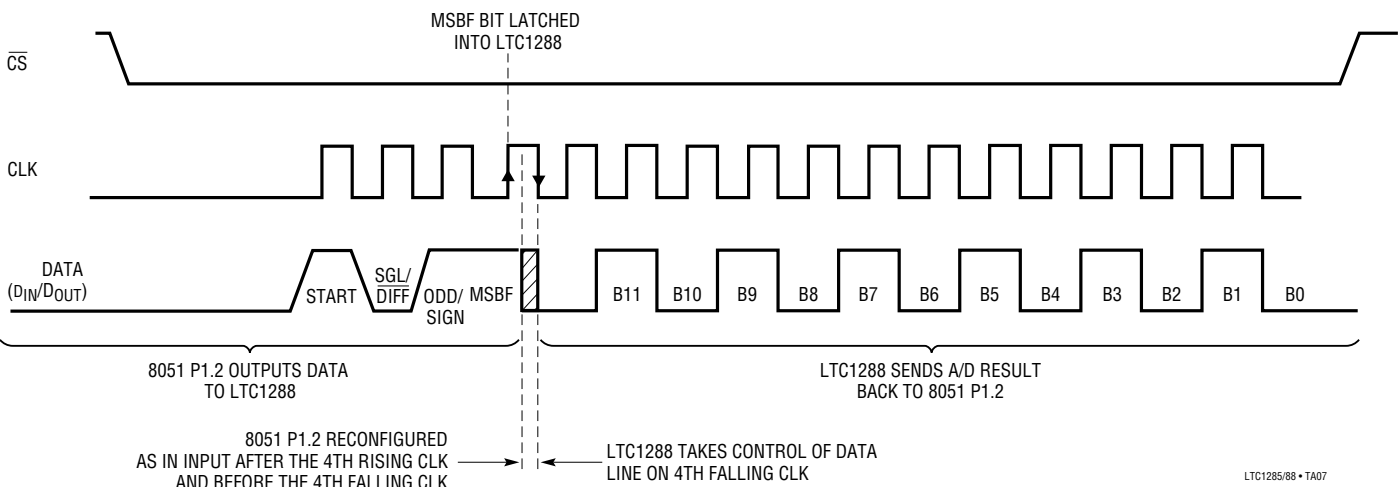 MSBF BIT LATCHED
INTO LTC1288
CS
CLK
DATA
(DIN/DOUT)
START
SGL/
DIFF
ODD/
SIGN
MSBF
B11
B10
B9
B8
B7
B6
B5
B4
B3
B2
B1
B0
8051 P1.2 OUTPUTS DATA
TO LTC1288
LTC1288 SENDS A/D RESULT
BACK TO 8051 P1.2
8051 P1.2 RECONFIGURED
AS IN INPUT AFTER THE 4TH RISING CLK
AND BEFORE THE 4TH FALLING CLK
LTC1288 TAKES CONTROL OF DATA
LINE ON 4TH FALLING CLK
LTC1285/88 • TA07